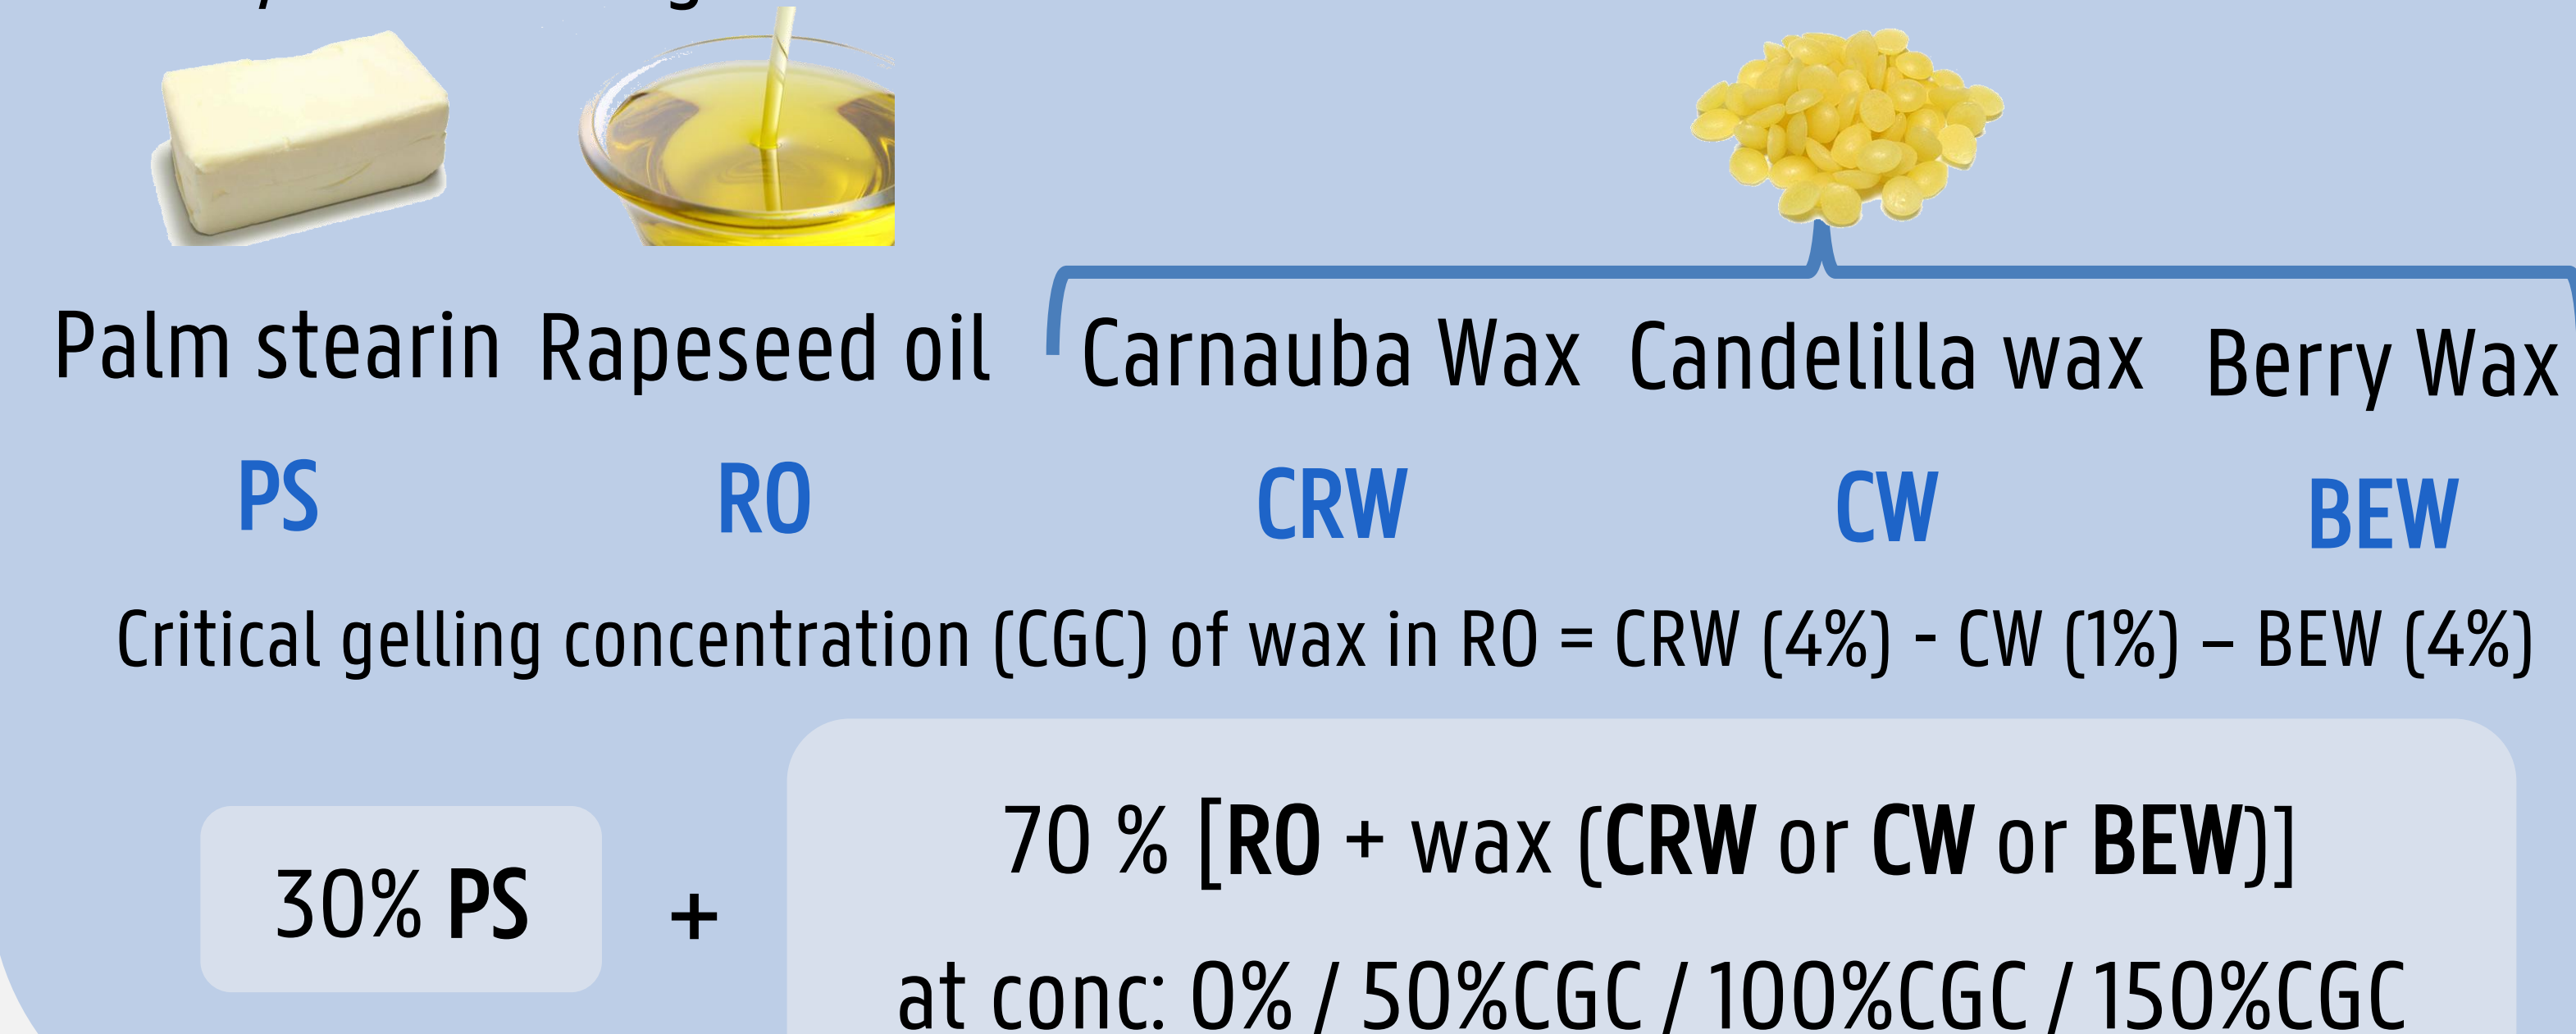 Palm stearin Rapeseed oil Carnauba Wax Candelilla wax Berry Wax
PS RO CRW CW BEW
Critical gelling concentration (CGC) of wax in RO = CRW (4%) - CW (1%) – BEW (4%)
70 % [RO + wax (CRW or CW or BEW)]
30% PS +
at conc: 0% / 50%CGC / 100%CGC / 150%CGC